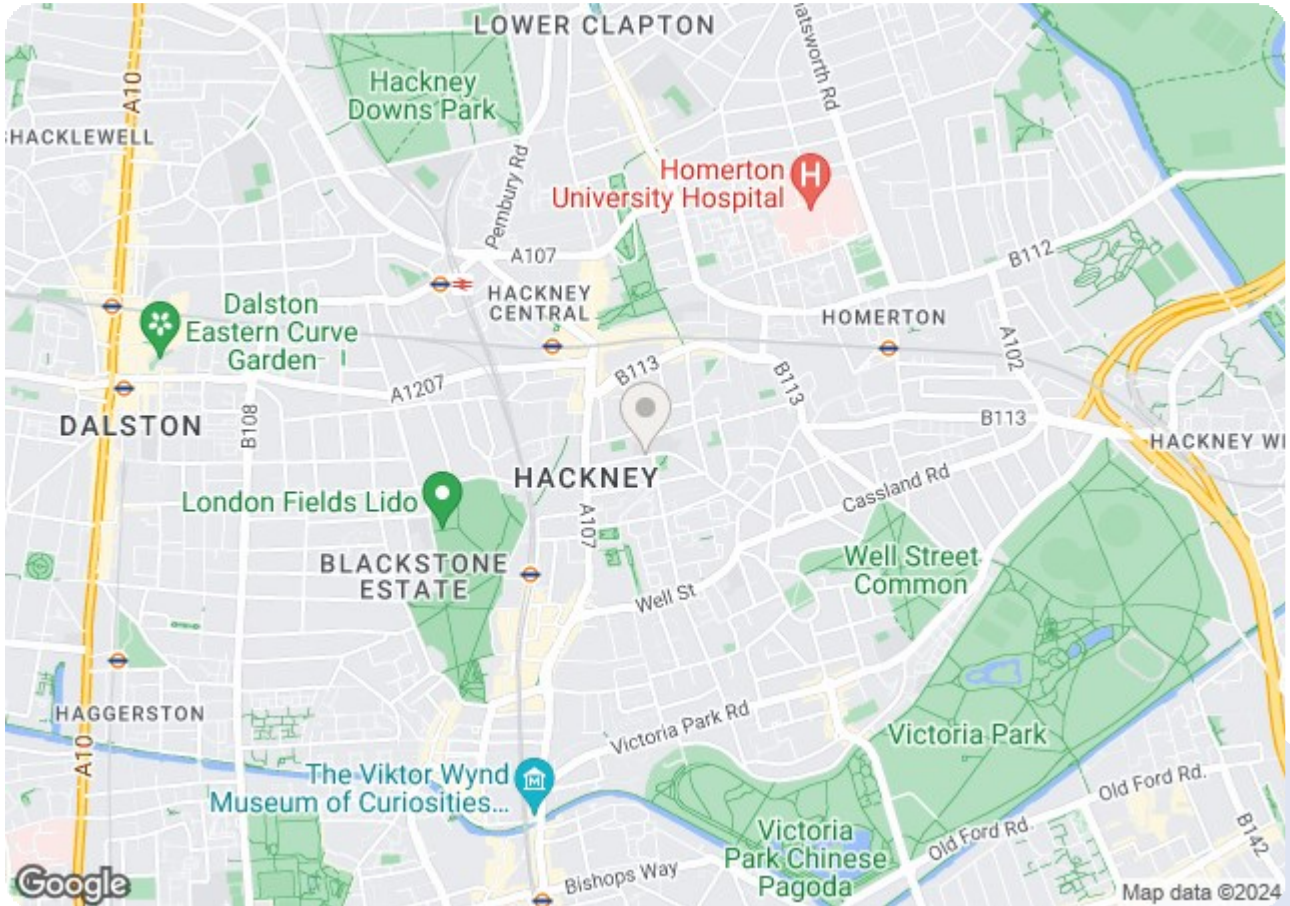 LOWER CLAPTON
A10
Hackney
Downs Park
hatsworth Rd
SHACKLEWELL
Pembury Rd
Homerton
University Hospital
H
A107
B112
HACKNEY
CENTRAL
Dalston
Eastern Curve
Garden
HOMERTON
A102
B113
A1207
B113
B108
B113
DALSTON
HACKNEY WI
HACKNEY
Cassland Rd
London Fields Lido
A107
BLACKSTONE
ESTATE
Well Street
Common
Well St
HAGGERSTON
Victoria Park Rd
Victoria Park
A10
The Viktor Wynd
Museum of Curiosities...
M
Old Ford Rd.
Victoria
Park Chinese
Pagoda
Old Ford Rd.
B142
Bishops Way
Google
Map data ©2024